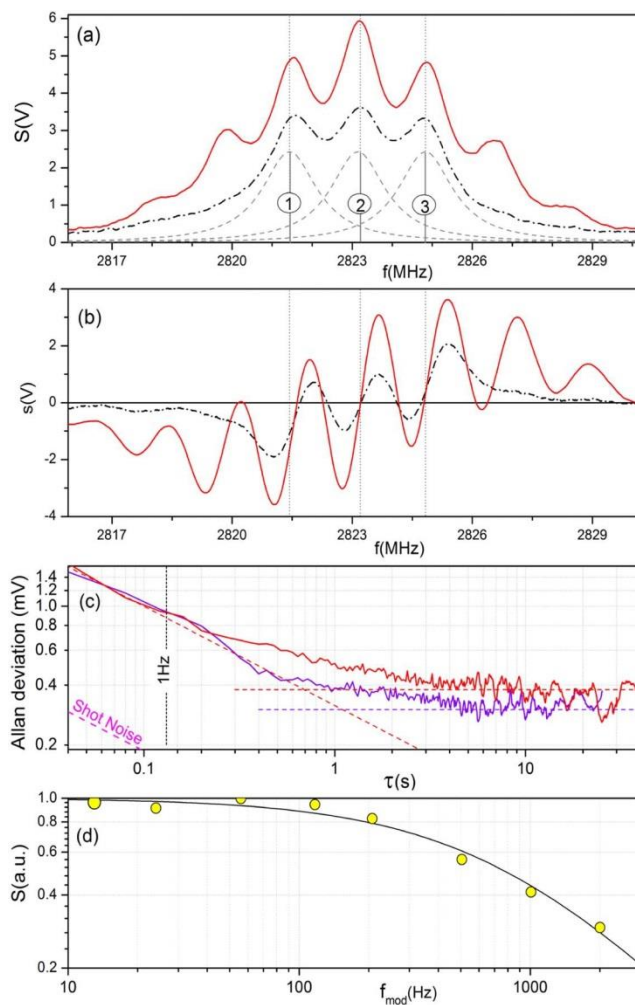 (a)
S(V)
6
5
4
3
2
1
0
1
2
3
2817 2820 2823 2826 2829
f(MHz)
(b)
s(V)
4
2
0
-2
-4
2817 2820 2823 2826 2829
f(MHz)
(c)
Allan deviation (mV)
1.4
1.0
0.8
0.6
0.4
0.2
1Hz
Shot Noise
0.1 1 10
τ(s)
(d)
S(a.u.)
1.0
0.8
0.6
0.4
0.2
10 100 1000
fmod(Hz)